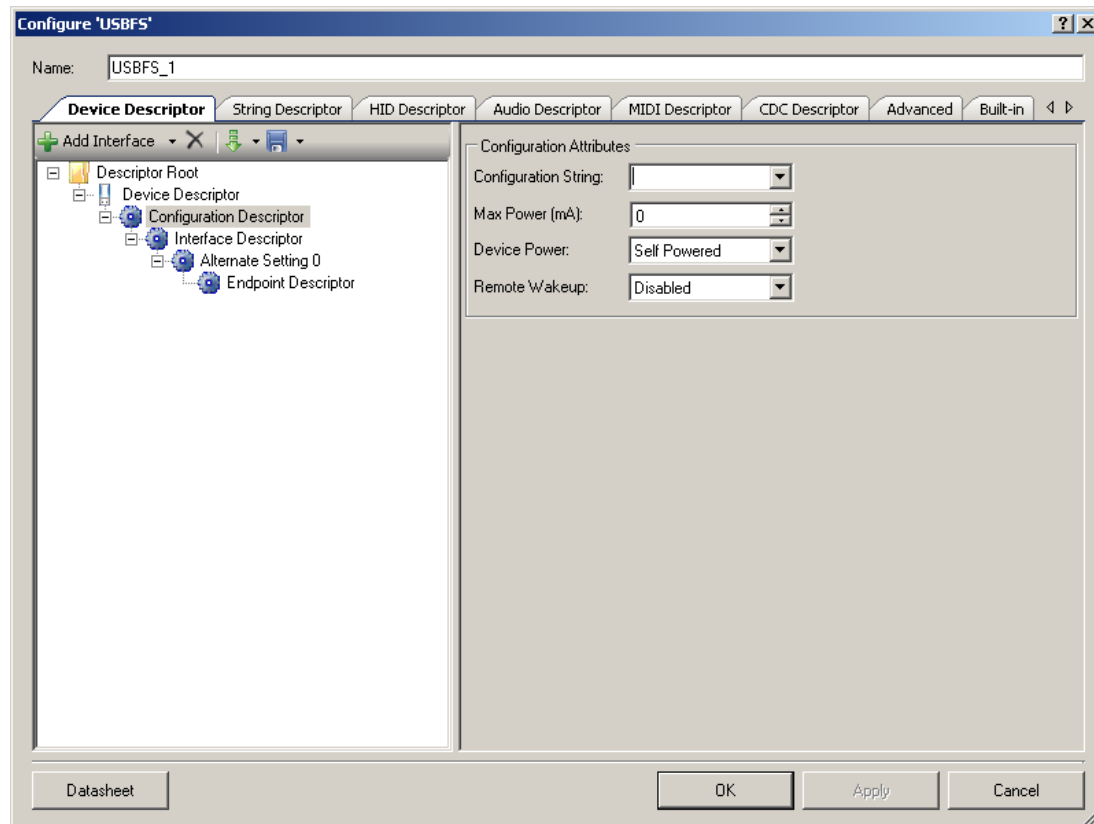 Configure 'USBFS'
Name: USBFS_1
Device Descriptor String Descriptor HID Descriptor Audio Descriptor MIDI Descriptor CDC Descriptor Advanced Built-in
Add Interface
Descriptor Root
Device Descriptor
Configuration Descriptor
Interface Descriptor
Alternate Setting 0
Endpoint Descriptor
Configuration Attributes
Configuration String:
Max Power (mA): 0
Device Power: Self Powered
Remote Wakeup: Disabled
Datasheet OK Apply Cancel